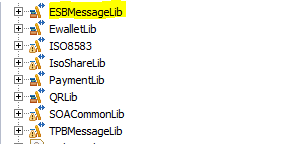 ESBMessageLib
EwalletLib
ISO8583
IsoShareLib
PaymentLib
QRLib
SOACommonLib
TPBMessageLib